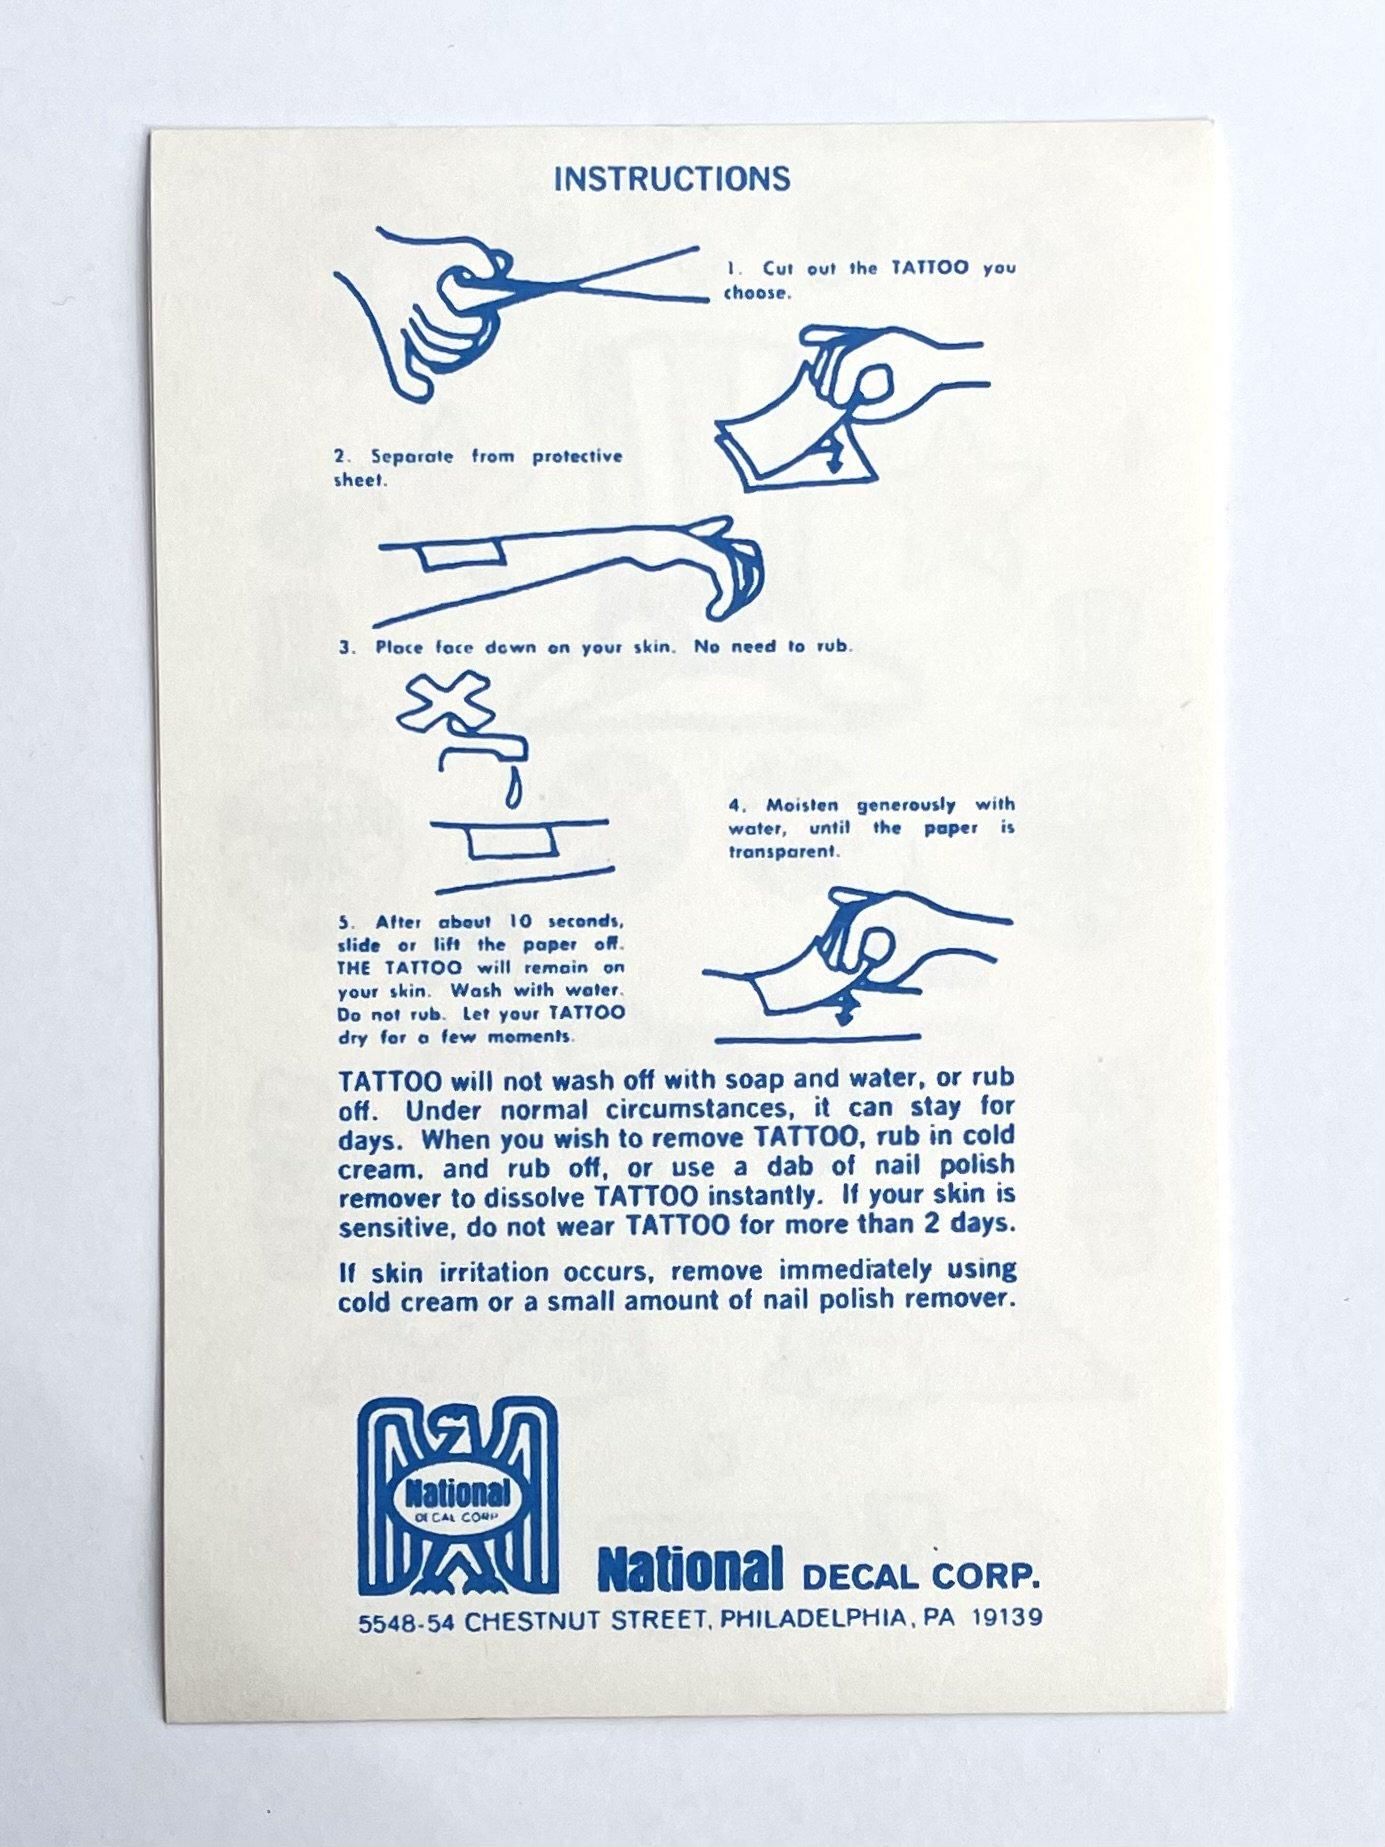 INSTRUCTIONS
1. Cut out the TATTOO you
choose.
2. Separate from protective
sheet.
3. Place face down on your skin. No need to rub.
4. Moisten generously with
water, until the paper is
transparent.
5. After about 10 seconds,
slide or lift the paper off.
THE TATTOO will remain on
your skin. Wash with water.
Do not rub. Let your TATTOO
dry for a few moments.
TATTOO will not wash off with soap and water, or rub
off. Under normal circumstances, it can stay for
days. When you wish to remove TATTOO, rub in cold
cream, and rub off, or use a dab of nail polish
remover to dissolve TATTOO instantly. If your skin is
sensitive, do not wear TATTOO for more than 2 days.
If skin irritation occurs, remove immediately using
cold cream or a small amount of nail polish remover.
National
DECAL CORP
National DECAL CORP.
5548-54 CHESTNUT STREET, PHILADELPHIA, PA 19139